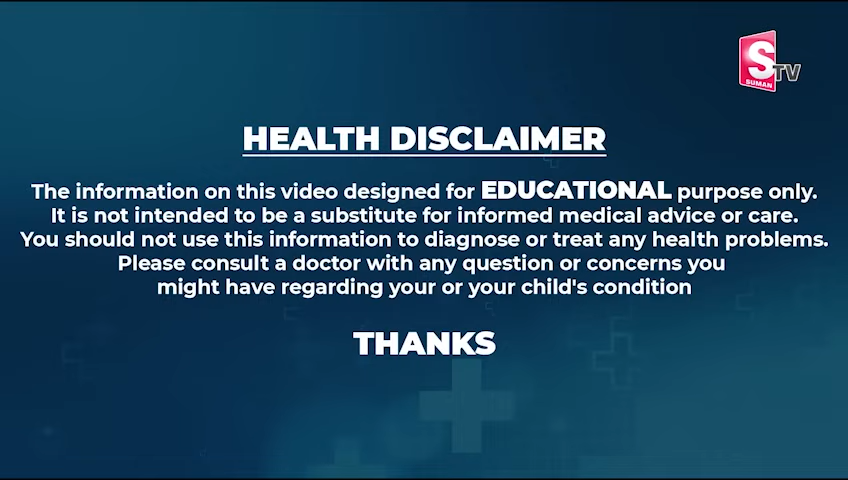 S
TV
SUMAN
HEALTH DISCLAIMER
The information on this video designed for EDUCATIONAL purpose only.
It is not intended to be a substitute for informed medical advice or care.
You should not use this information to diagnose or treat any health problems.
Please consult a doctor with any question or concerns you
might have regarding your or your child's condition
THANKS